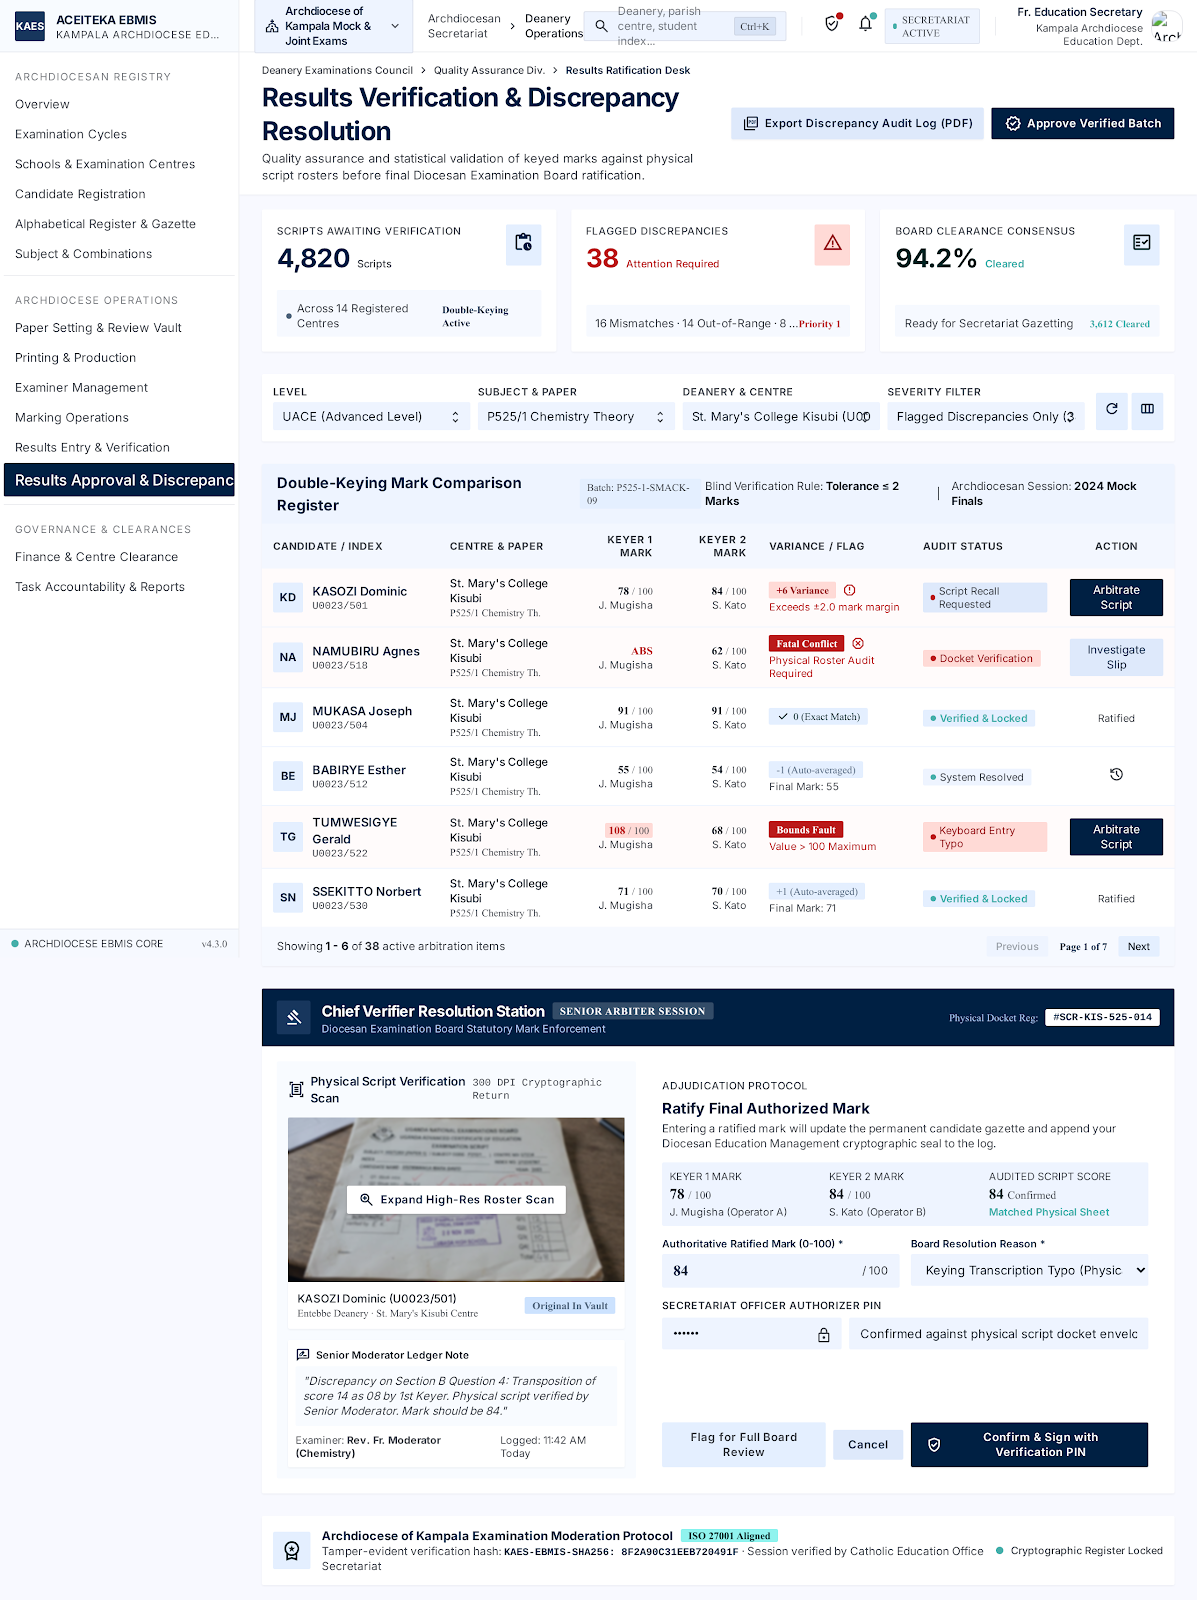 KAES
ACEITEKA EBMIS
KAMPALA ARCHDIOCESE ED...
Archdiocese of
Kampala Mock &
Joint Exams
Archdiocesan
Secretariat
Deanery
Operations
Deanery, parish
centre, student
index...
Ctrl+K
SECRETARIAT
ACTIVE
Fr. Education Secretary
Kampala Archdiocese
Education Dept.
ARCHDIOCESAN REGISTRY
Overview
Examination Cycles
Schools & Examination Centres
Candidate Registration
Alphabetical Register & Gazette
Subject & Combinations
ARCHDIOCESE OPERATIONS
Paper Setting & Review Vault
Printing & Production
Examiner Management
Marking Operations
Results Entry & Verification
Results Approval & Discrepanc
GOVERNANCE & CLEARANCES
Finance & Centre Clearance
Task Accountability & Reports
ARCHDIOCESE EBMIS CORE
v4.3.0
Deanery Examinations Council > Quality Assurance Div. > Results Ratification Desk
Results Verification & Discrepancy
Resolution
Quality assurance and statistical validation of keyed marks against physical
script rosters before final Diocesan Examination Board ratification.
Export Discrepancy Audit Log (PDF)
Approve Verified Batch
SCRIPTS AWAITING VERIFICATION
4,820 Scripts
Across 14 Registered
Centres
Double-Keying
Active
FLAGGED DISCREPANCIES
38 Attention Required
16 Mismatches · 14 Out-of-Range · 8 ...
Priority 1
BOARD CLEARANCE CONSENSUS
94.2% Cleared
Ready for Secretariat Gazetting
3,612 Cleared
LEVEL
UACE (Advanced Level)
SUBJECT & PAPER
P525/1 Chemistry Theory
DEANERY & CENTRE
St. Mary's College Kisubi (U00
SEVERITY FILTER
Flagged Discrepancies Only (3
Double-Keying Mark Comparison
Register
Batch: P525-1-SMACK-
09
Blind Verification Rule: Tolerance ≤ 2
Marks
Archdiocesan Session: 2024 Mock
Finals
CANDIDATE / INDEX
CENTRE & PAPER
KEYER 1
MARK
KEYER 2
MARK
VARIANCE / FLAG
AUDIT STATUS
ACTION
KD
KASOZI Dominic
U0023/501
St. Mary's College
Kisubi
P525/1 Chemistry Th.
78 / 100
J. Mugisha
84 / 100
S. Kato
+6 Variance
Exceeds ±2.0 mark margin
Script Recall
Requested
Arbitrate
Script
NA
NAMUBIRU Agnes
U0023/518
St. Mary's College
Kisubi
P525/1 Chemistry Th.
ABS
J. Mugisha
62 / 100
S. Kato
Fatal Conflict
Physical Roster Audit
Required
Docket Verification
Investigate
Slip
MJ
MUKASA Joseph
U0023/504
St. Mary's College
Kisubi
P525/1 Chemistry Th.
91 / 100
J. Mugisha
91 / 100
S. Kato
0 (Exact Match)
Verified & Locked
Ratified
BE
BABIRYE Esther
U0023/512
St. Mary's College
Kisubi
P525/1 Chemistry Th.
55 / 100
J. Mugisha
54 / 100
S. Kato
-1 (Auto-averaged)
Final Mark: 55
System Resolved
TG
TUMWESIGYE
Gerald
U0023/522
St. Mary's College
Kisubi
P525/1 Chemistry Th.
108 / 100
J. Mugisha
68 / 100
S. Kato
Bounds Fault
Value > 100 Maximum
Keyboard Entry
Typo
Arbitrate
Script
SN
SSEKITTO Norbert
U0023/530
St. Mary's College
Kisubi
P525/1 Chemistry Th.
71 / 100
J. Mugisha
70 / 100
S. Kato
+1 (Auto-averaged)
Final Mark: 71
Verified & Locked
Ratified
Showing 1 - 6 of 38 active arbitration items
Previous
Page 1 of 7
Next
Chief Verifier Resolution Station
SENIOR ARBITER SESSION
Diocesan Examination Board Statutory Mark Enforcement
Physical Docket Reg:
#SCR-KIS-525-014
Physical Script Verification
Scan
300 DPI Cryptographic
Return
Expand High-Res Roster Scan
KASOZI Dominic (U0023/501)
Entebbe Deanery · St. Mary's Kisubi Centre
Original In Vault
Senior Moderator Ledger Note
"Discrepancy on Section B Question 4: Transposition of
score 14 as 08 by 1st Keyer. Physical script verified by
Senior Moderator. Mark should be 84."
Examiner: Rev. Fr. Moderator
(Chemistry)
Logged: 11:42 AM
Today
ADJUDICATION PROTOCOL
Ratify Final Authorized Mark
Entering a ratified mark will update the permanent candidate gazette and append your
Diocesan Education Management cryptographic seal to the log.
KEYER 1 MARK
78 / 100
J. Mugisha (Operator A)
KEYER 2 MARK
84 / 100
S. Kato (Operator B)
AUDITED SCRIPT SCORE
84 Confirmed
Matched Physical Sheet
Authoritative Ratified Mark (0-100) *
84
/ 100
Board Resolution Reason *
Keying Transcription Typo (Physic
SECRETARIAT OFFICER AUTHORIZER PIN
••••••
Confirmed against physical script docket envelc
Flag for Full Board
Review
Cancel
Confirm & Sign with
Verification PIN
Archdiocese of Kampala Examination Moderation Protocol
ISO 27001 Aligned
Tamper-evident verification hash: KAES-EBMIS-SHA256: 8F2A90C31EEB720491F · Session verified by Catholic Education Office
Secretariat
Cryptographic Register Locked